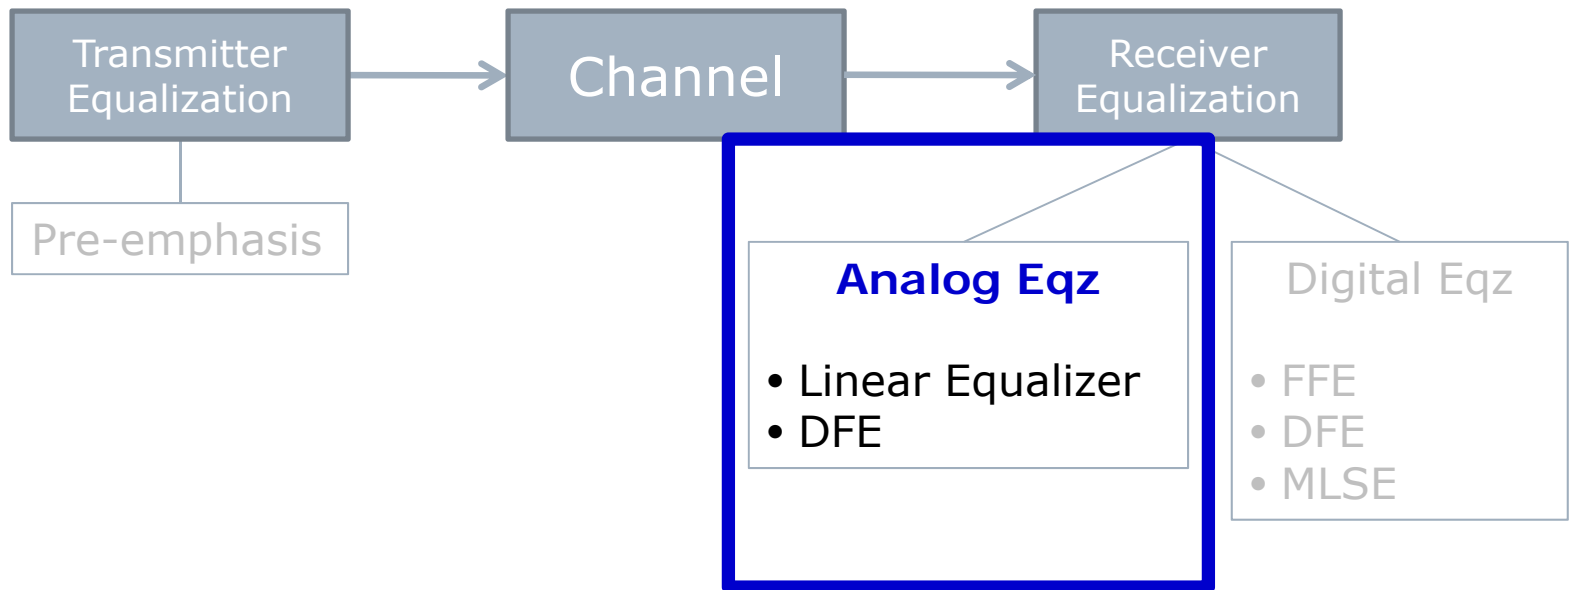 Transmitter
Equalization
Channel
Receiver
Equalization
Pre-emphasis
Analog Eqz
• Linear Equalizer
• DFE
Digital Eqz
• FFE
• DFE
• MLSE